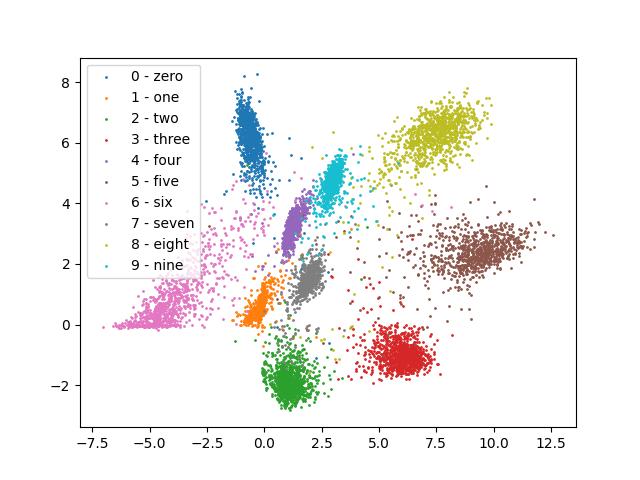 0 - zero
1 - one
2 - two
3 - three
4 - four
5 - five
6 - six
7 - seven
8 - eight
9 - nine
8
6
4
2
0
−2
−7.5 −5.0 −2.5 0.0 2.5 5.0 7.5 10.0 12.5